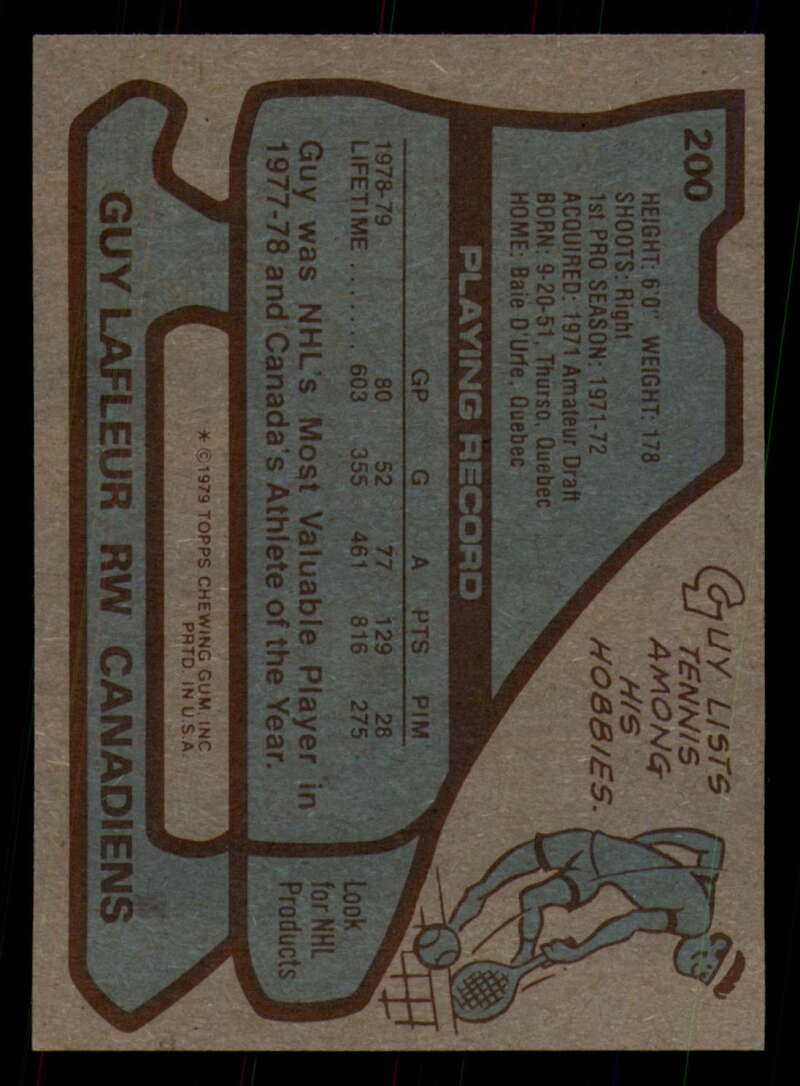 200
HEIGHT: 6'0" WEIGHT: 178
SHOOTS: Right
1st PRO SEASON: 1971-72
ACQUIRED: 1971 Amateur Draft
BORN: 9-20-51, Thurso, Quebec
HOME: Baie D'Urfe, Quebec
GUY LISTS
TENNIS
AMONG
HIS
HOBBIES.
PLAYING RECORD
GP G A PTS PIM
1978-79 80 52 77 129 28
LIFETIME ........ 603 355 461 816 275
Guy was NHL's Most Valuable Player in
1977-78 and Canada's Athlete of the Year.
Look
for NHL
Products
* ©1979 TOPPS CHEWING GUM, INC
PRTD. IN U.S.A.
GUY LAFLEUR RW CANADIENS